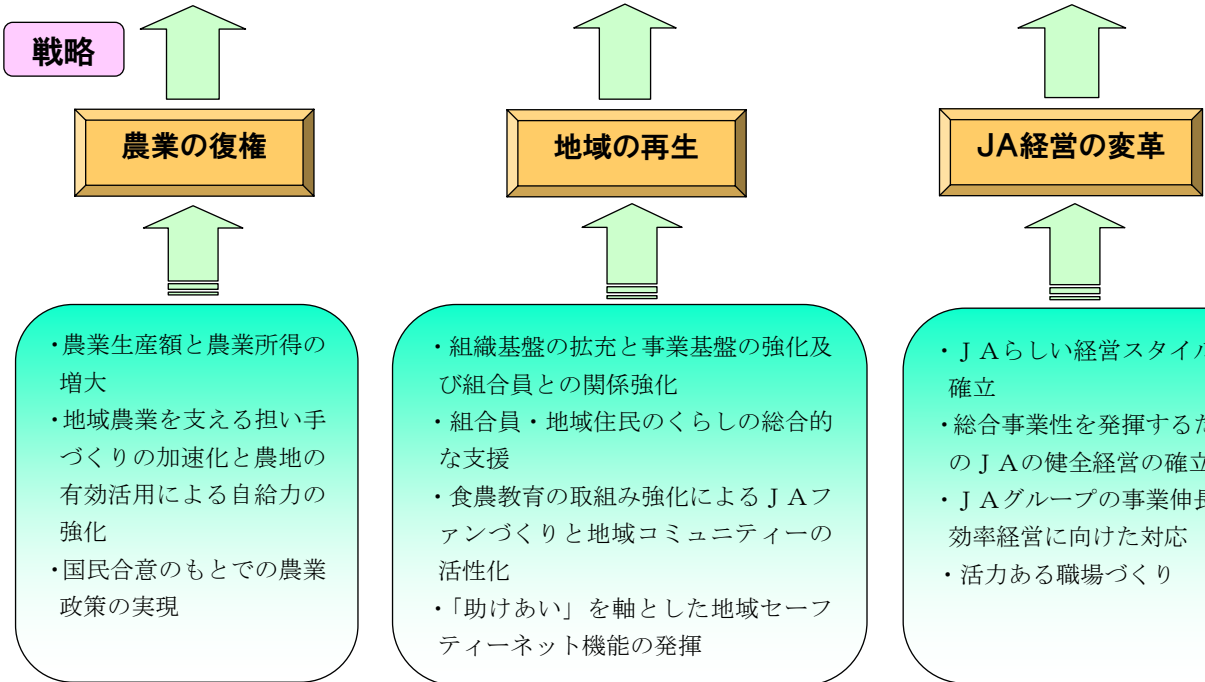 戦略
農業の復権
地域の再生
JA経営の変革
・農業生産額と農業所得の
増大
・地域農業を支える担い手
づくりの加速化と農地の
有効活用による自給力の
強化
・国民合意のもとでの農業
政策の実現
・組織基盤の拡充と事業基盤の強化及
び組合員との関係強化
・組合員・地域住民のくらしの総合的
な支援
・食農教育の取組み強化によるＪＡフ
ァンづくりと地域コミュニティーの
活性化
・「助けあい」を軸とした地域セーフ
ティーネット機能の発揮
・ＪＡらしい経営スタイ
確立
・総合事業性を発揮する
のＪＡの健全経営の確立
・ＪＡグループの事業伸長
効率経営に向けた対応
・活力ある職場づくり